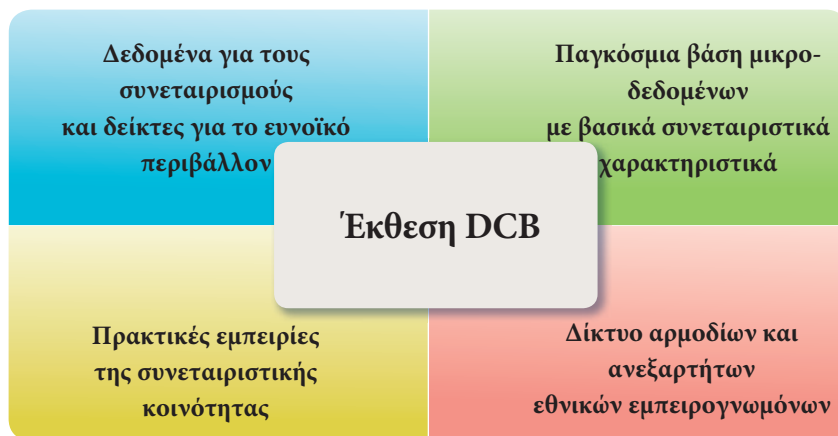 Δεδομένα για τους
συνεταιρισμούς
και δείκτες για το ευνοϊκό
περιβάλλον
Παγκόσμια βάση μικρο-
δεδομένων
με βασικά συνεταιριστικά
χαρακτηριστικά
Έκθεση DCB
Πρακτικές εμπειρίες
της συνεταιριστικής
κοινότητας
Δίκτυο αρμοδίων και
ανεξαρτήτων
εθνικών εμπειρογνωμόνων